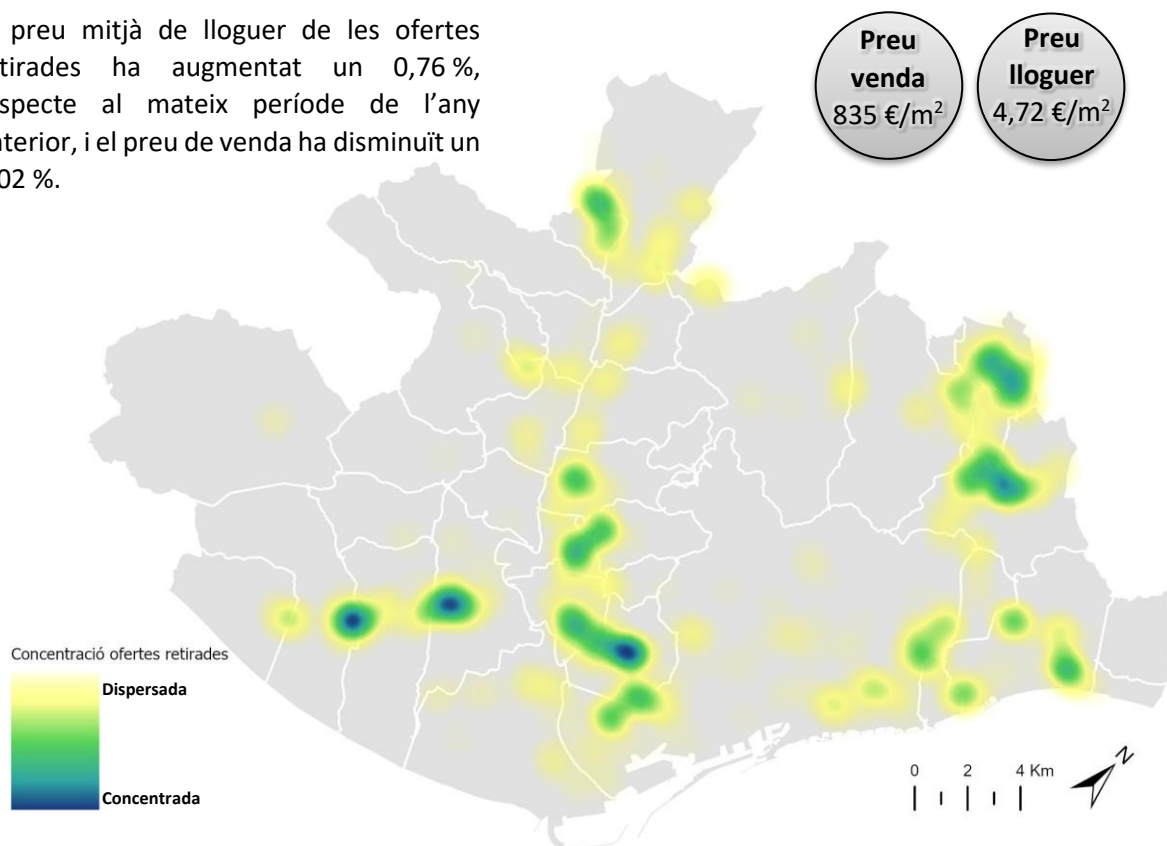 preu mitjà de lloguer de les ofertes
tirades ha augmentat un 0,76 %,
specte al mateix període de l’any
nterior, i el preu de venda ha disminuït un
02 %.
Preu
venda
835 €/m²
Preu
lloguer
4,72 €/m²
Concentració ofertes retirades
Dispersada
Concentrada
0 2 4 Km
N